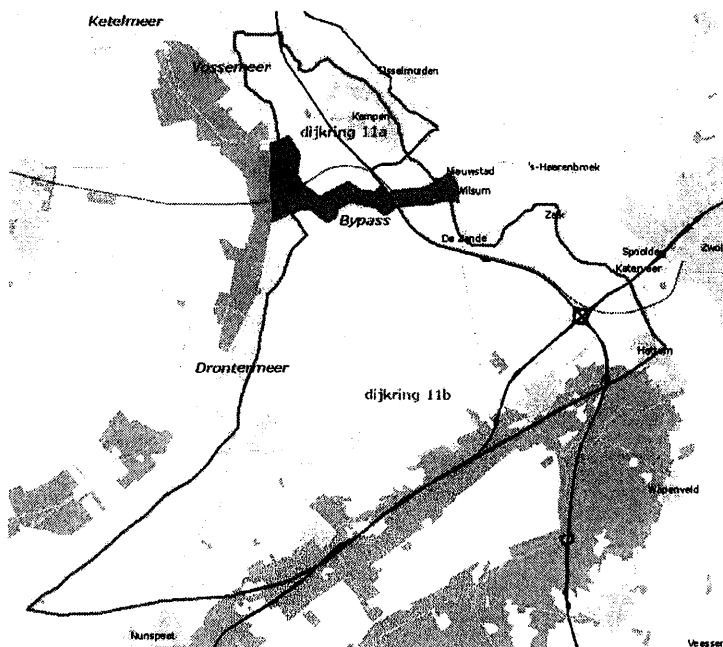 Ketelmeer
Vossemeer
IJsselmuiden
Kampen
dijkring 11a
Nieuwstad
's-Heerenbroek
Wilsum
Zalk
Bypass
De Zande
Spoolde
Katerveer
Hattem
Drontermeer
dijkring 11b
Wapenveld
Nunspeet
Veessen